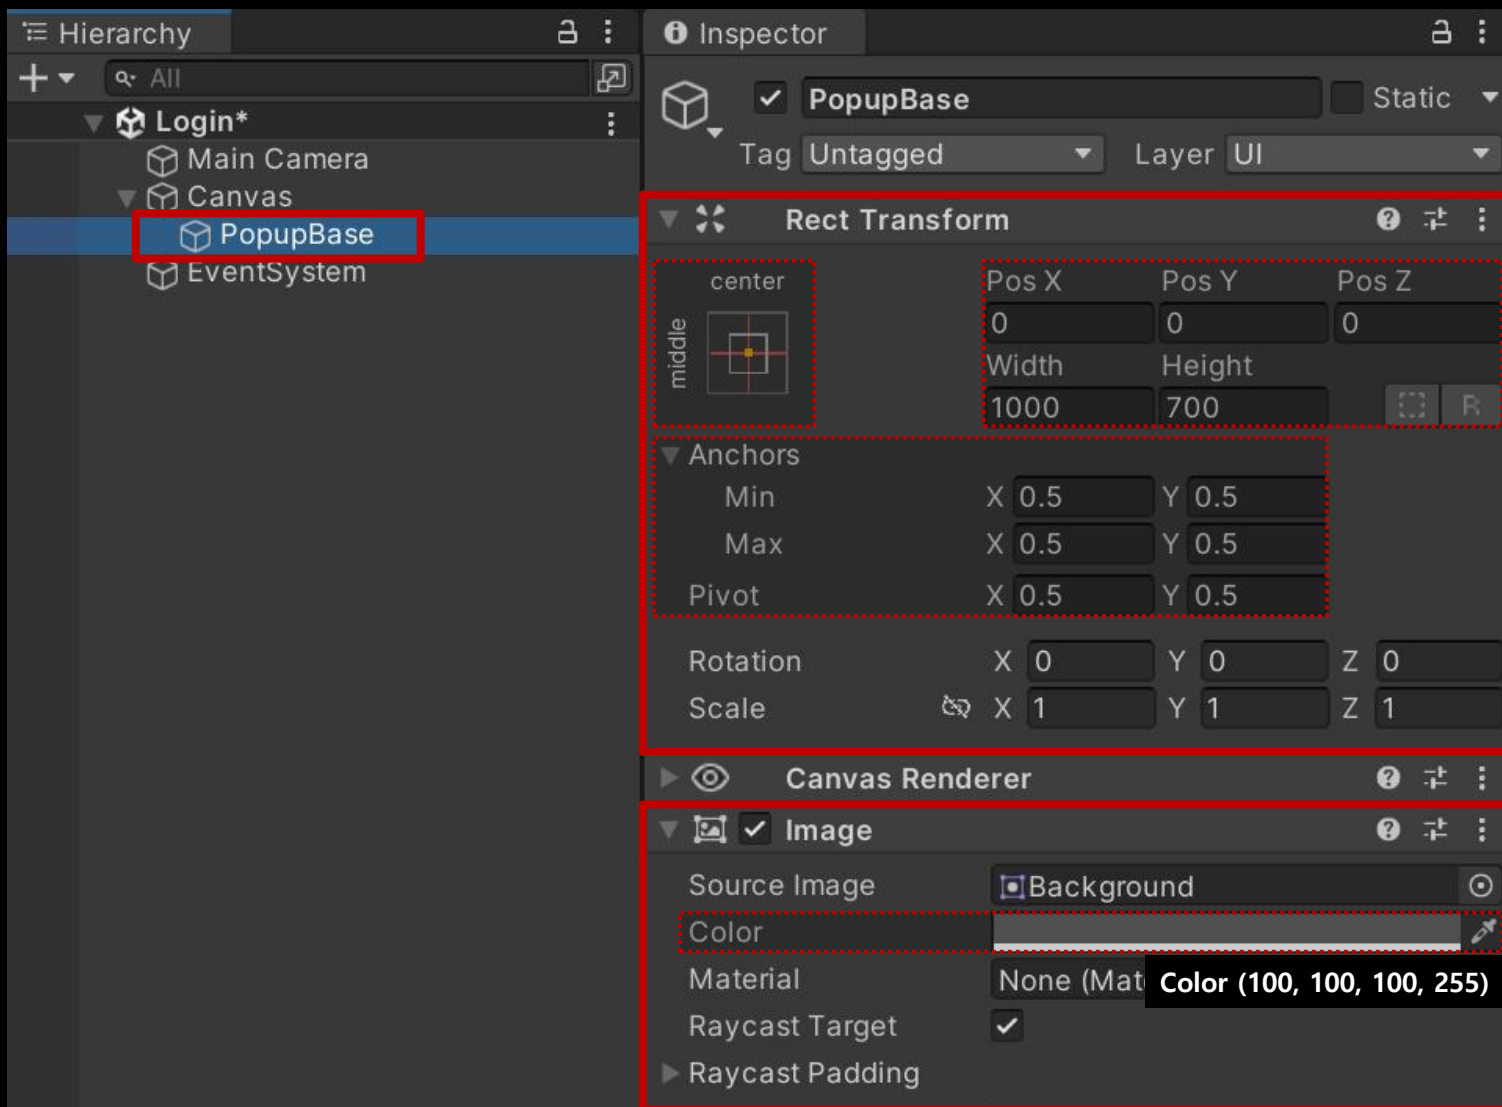 Hierarchy
All
Login*
Main Camera
Canvas
PopupBase
EventSystem
Inspector
PopupBase Static
Tag Untagged Layer UI
Rect Transform
center
middle
Pos X Pos Y Pos Z
0 0 0
Width Height
1000 700 R
Anchors
Min X 0.5 Y 0.5
Max X 0.5 Y 0.5
Pivot X 0.5 Y 0.5
Rotation X 0 Y 0 Z 0
Scale X 1 Y 1 Z 1
Canvas Renderer
Image
Source Image Background
Color
Material None (Mat
Color (100, 100, 100, 255)
Raycast Target
Raycast Padding